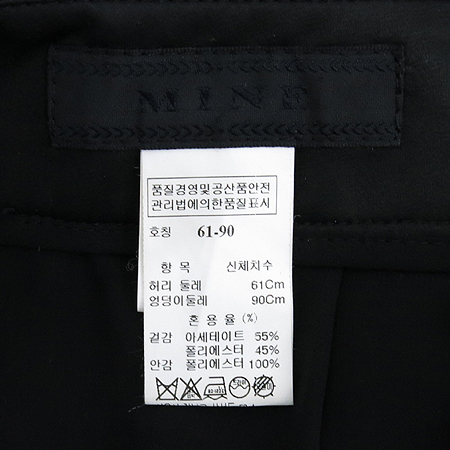 MINE
품질경영및공산품안전
관리법에의한품질표시
호칭 61-90
항 목 신체치수
허리 둘레 61Cm
엉덩이둘레 90Cm
혼 용 율 (%)
겉감 아세테이트 55%
폴리에스터 45%
안감 폴리에스터 100%